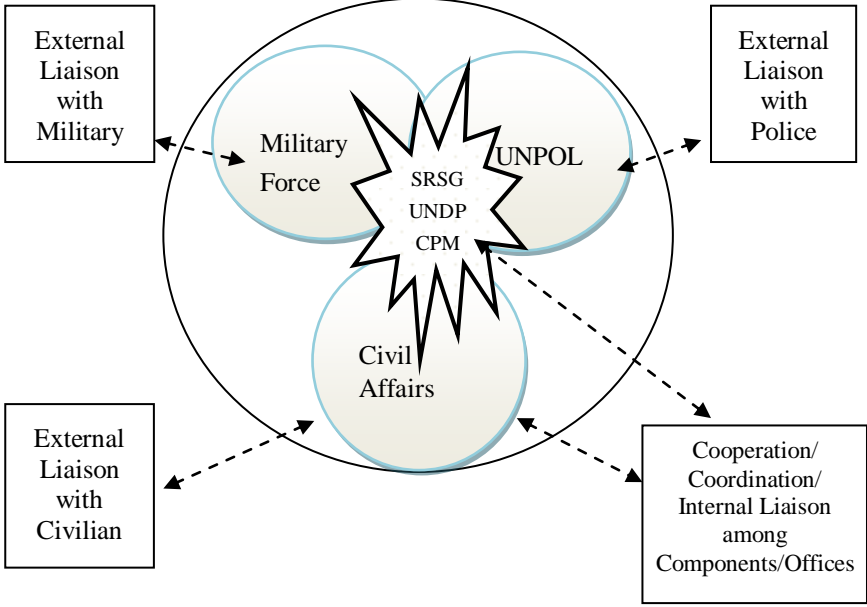 External
Liaison
with
Military
External
Liaison
with
Police
Military
Force
UNPOL
SRSG
UNDP
CPM
Civil
Affairs
External
Liaison
with
Civilian
Cooperation/
Coordination/
Internal Liaison
among
Components/Offices